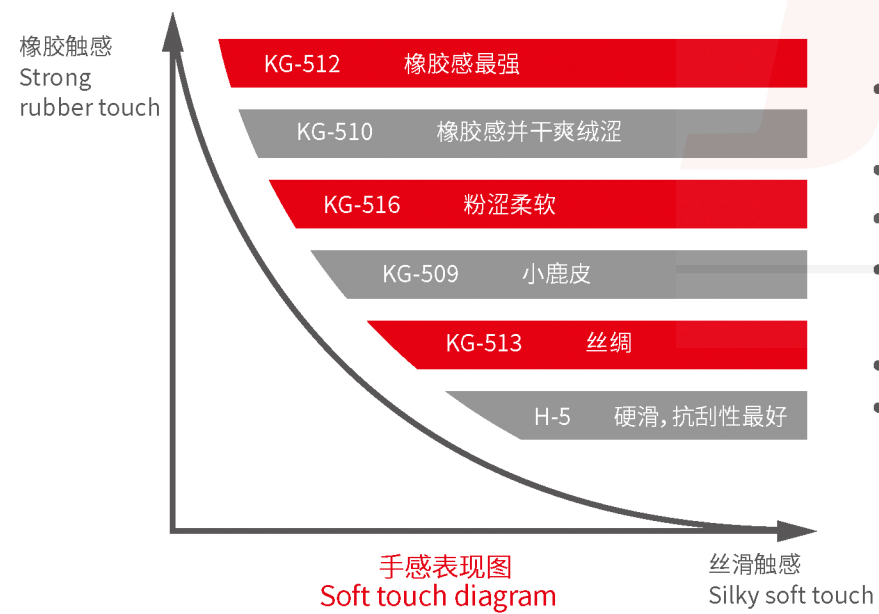 橡胶触感
Strong
rubber touch
KG-512 橡胶感最强
KG-510 橡胶感并干爽绒涩
KG-516 粉涩柔软
KG-509 小鹿皮
KG-513 丝绸
H-5 硬滑，抗刮性最好
手感表现图
Soft touch diagram
丝滑触感
Silky soft touch